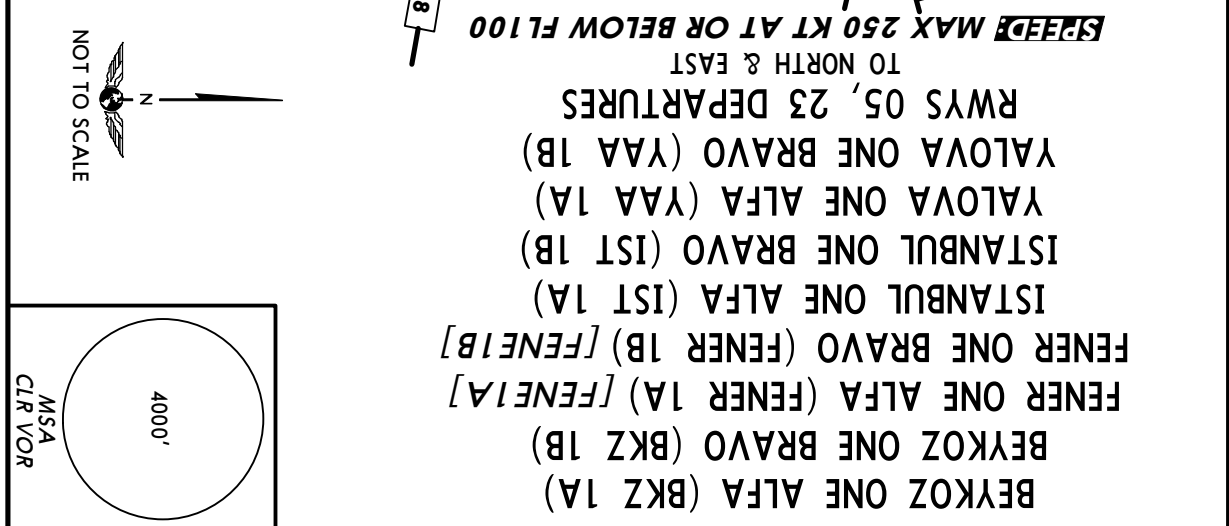 BEYKOZ ONE ALFA (BKZ 1A)
BEYKOZ ONE BRAVO (BKZ 1B)
FENER ONE ALFA (FENER 1A) [FENE1A]
FENER ONE BRAVO (FENER 1B) [FENE1B]
ISTANBUL ONE ALFA (IST 1A)
ISTANBUL ONE BRAVO (IST 1B)
YALOVA ONE ALFA (YAA 1A)
YALOVA ONE BRAVO (YAA 1B)
RWYS 05, 23 DEPARTURES
TO NORTH & EAST
SPEED: MAX 250 KT AT OR BELOW FL100
8
MSA
CLR VOR
4000'
NOT TO SCALE
N